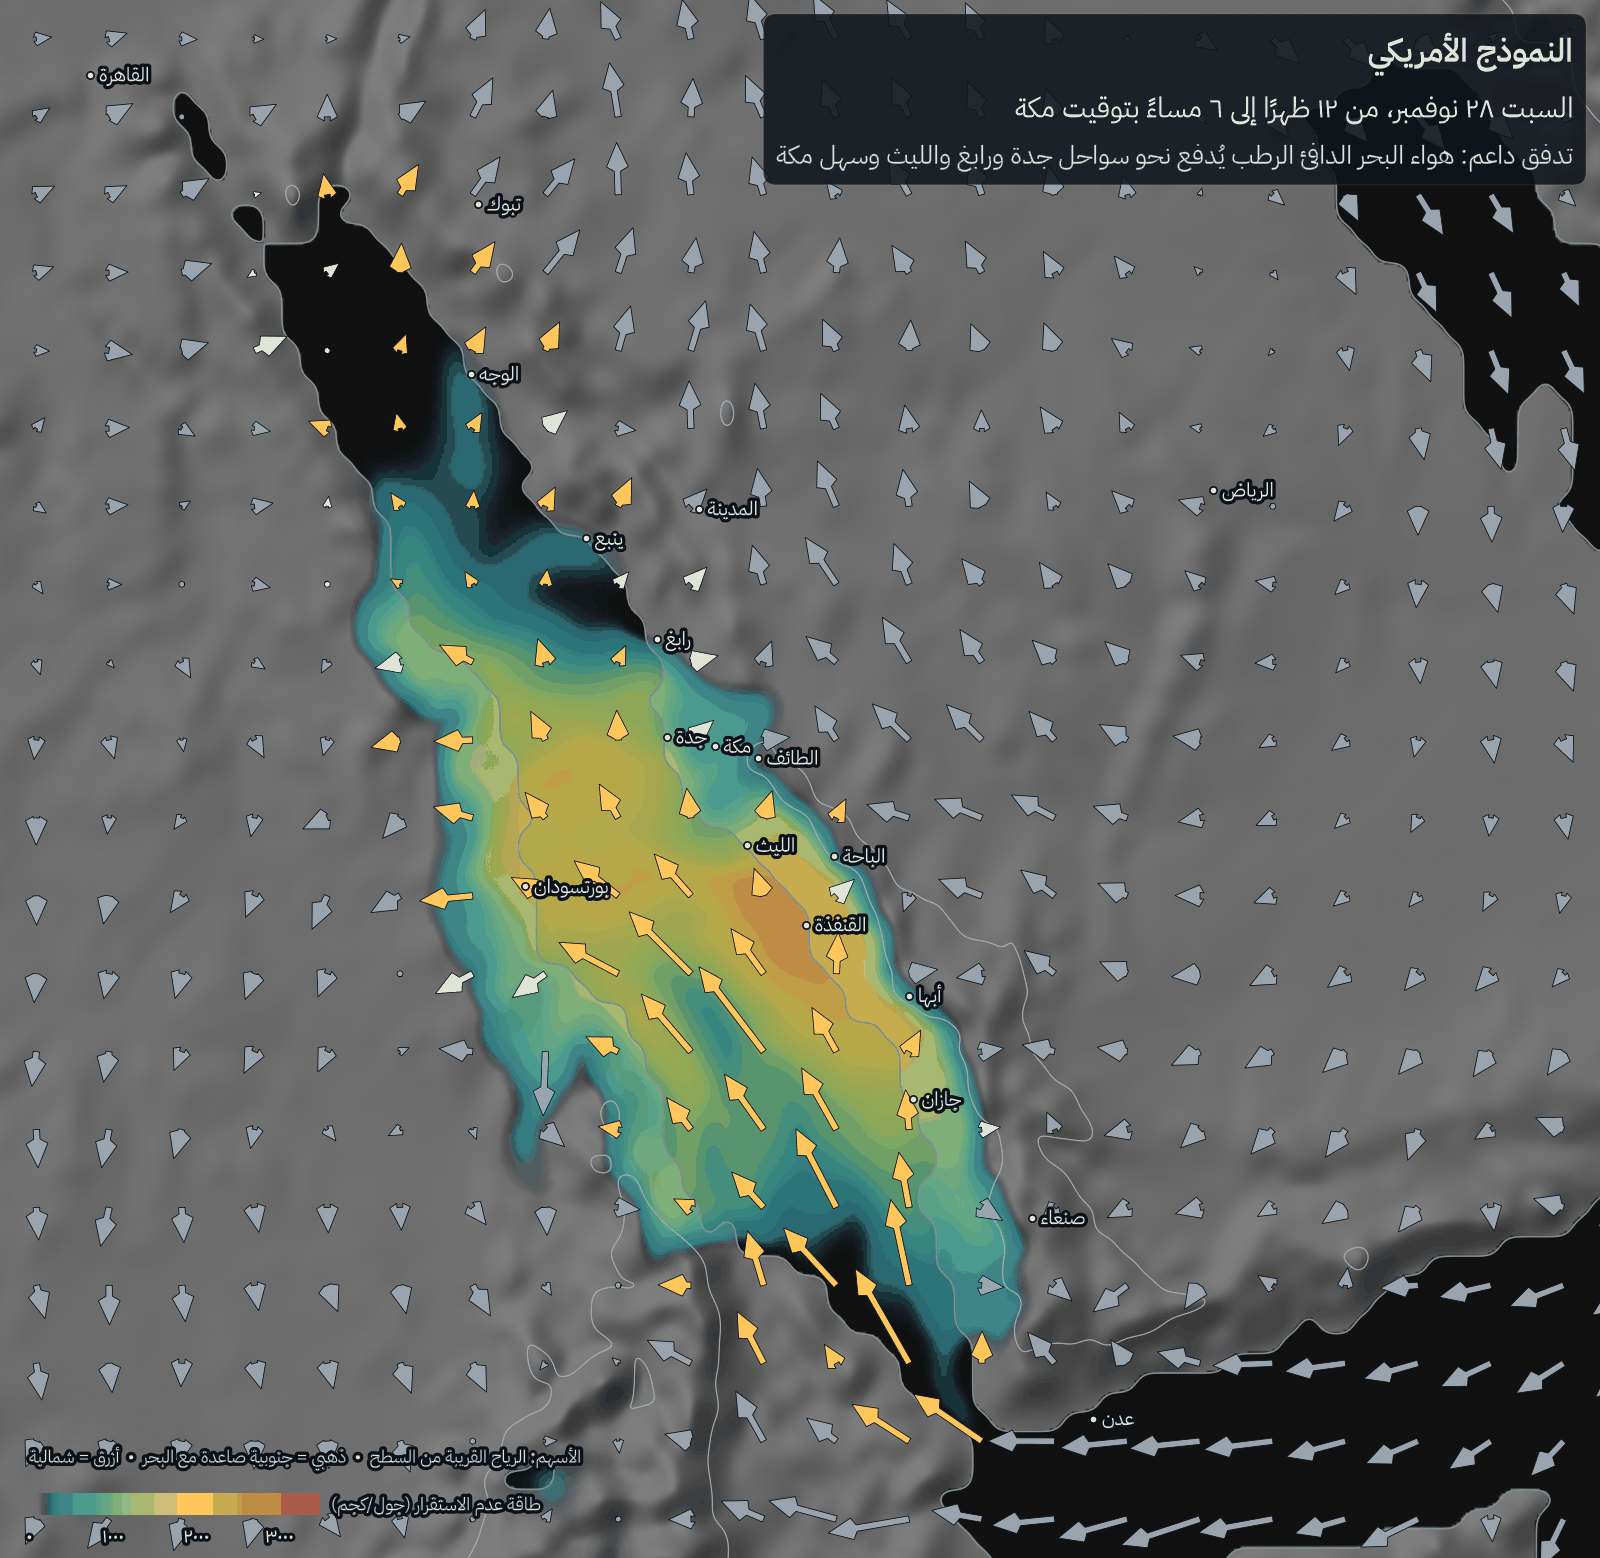 النموذج الأمريكي
السبت ٢٨ نوفمبر، من ١٢ ظهرًا إلى ٦ مساءً بتوقيت مكة
تدفق داعم: هواء البحر الدافئ الرطب يُدفع نحو سواحل جدة ورابغ والليث وسهل مكة
القاهرة
تبوك
الوجه
الرياض
المدينة
ينبع
رابغ
جدة
مكة
الطائف
الليث
الباحة
بورتسودان
القنفذة
أبها
جازان
صنعاء
عدن
الأسهم: الرياح القريبة من السطح • ذهبي = جنوبية صاعدة مع البحر • أزرق = شمالية
طاقة عدم الاستقرار (جول/كجم)
٠ ١٠٠٠ ٢٠٠٠ ٣٠٠٠